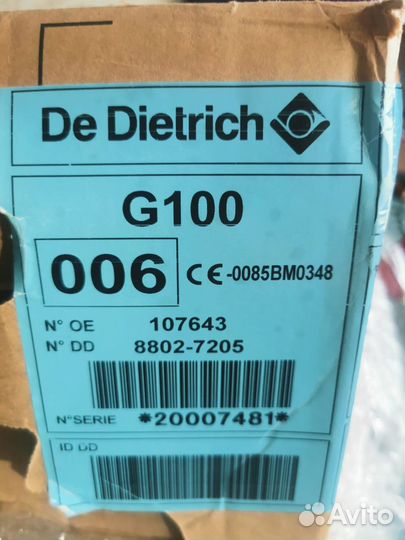 De Dietrich
G100
006 CE-0085BM0348
N° OE 107643
N° DD 8802-7205
N°SERIE *20007481*
ID DD
Avito